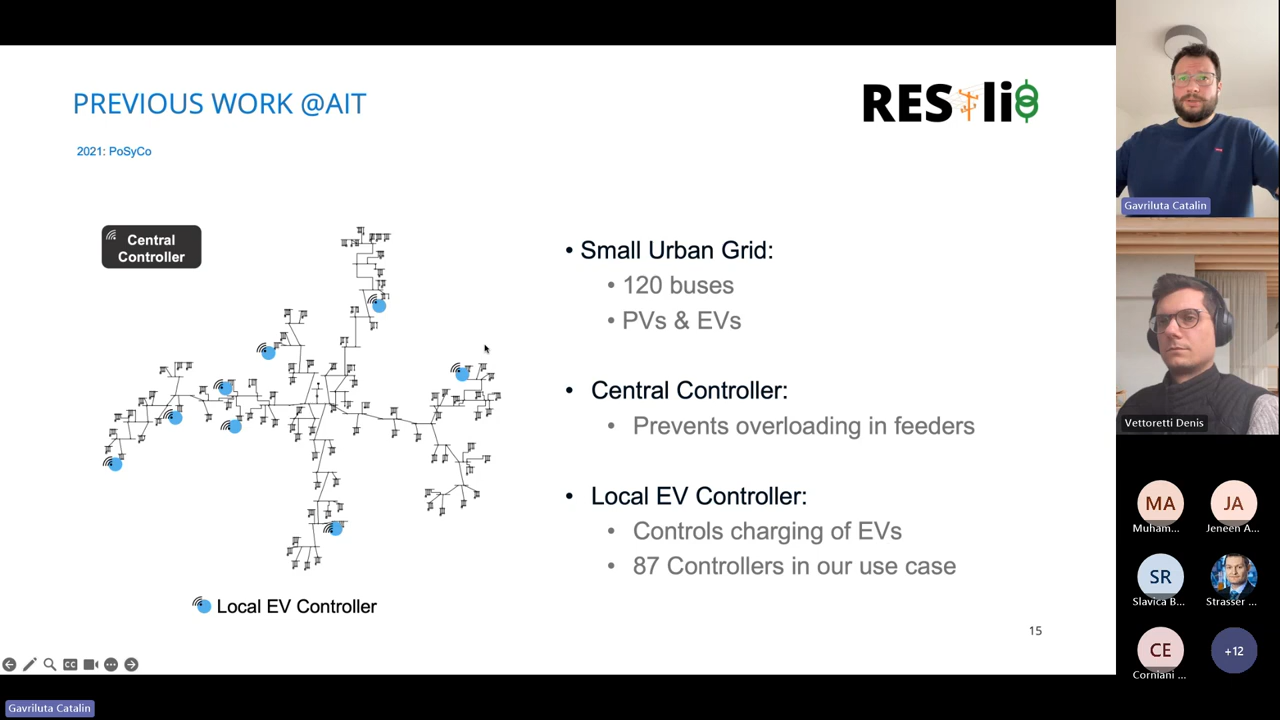 PREVIOUS WORK @AIT
RESili8
2021: PoSyCo
Central
Controller
Local EV Controller
• Small Urban Grid:
• 120 buses
• PVs & EVs
• Central Controller:
• Prevents overloading in feeders
• Local EV Controller:
• Controls charging of EVs
• 87 Controllers in our use case
15
CC
Gavriluta Catalin
Gavriluta Catalin
Vettoretti Denis
MA
Muham...
JA
Jeneen A...
SR
Slavica B...
Strasser ...
CE
Corniani ...
+12